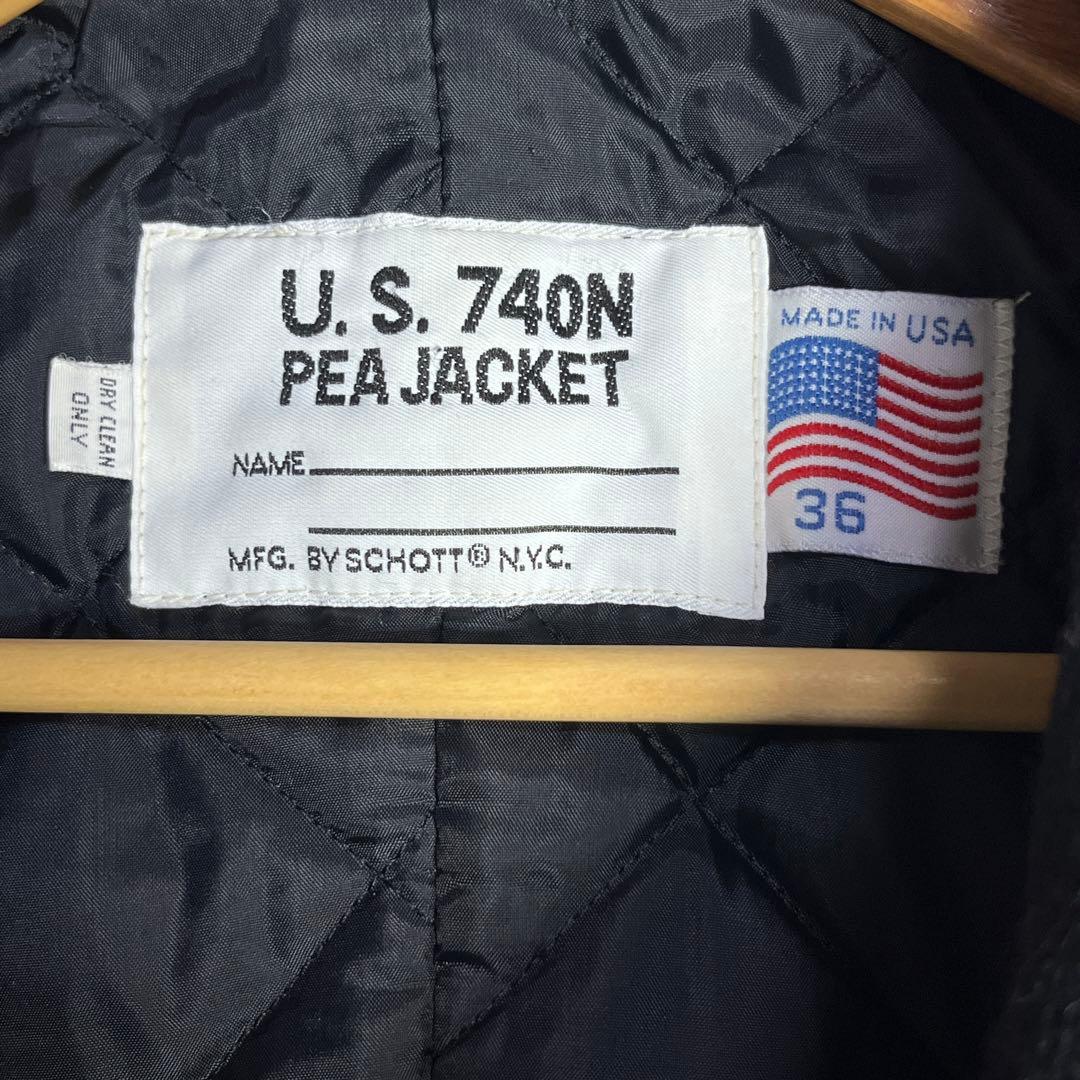 U. S. 740N
PEA JACKET
NAME
MFG. BY SCHOTT® N.Y.C.
DRY CLEAN
ONLY
MADE IN USA
36